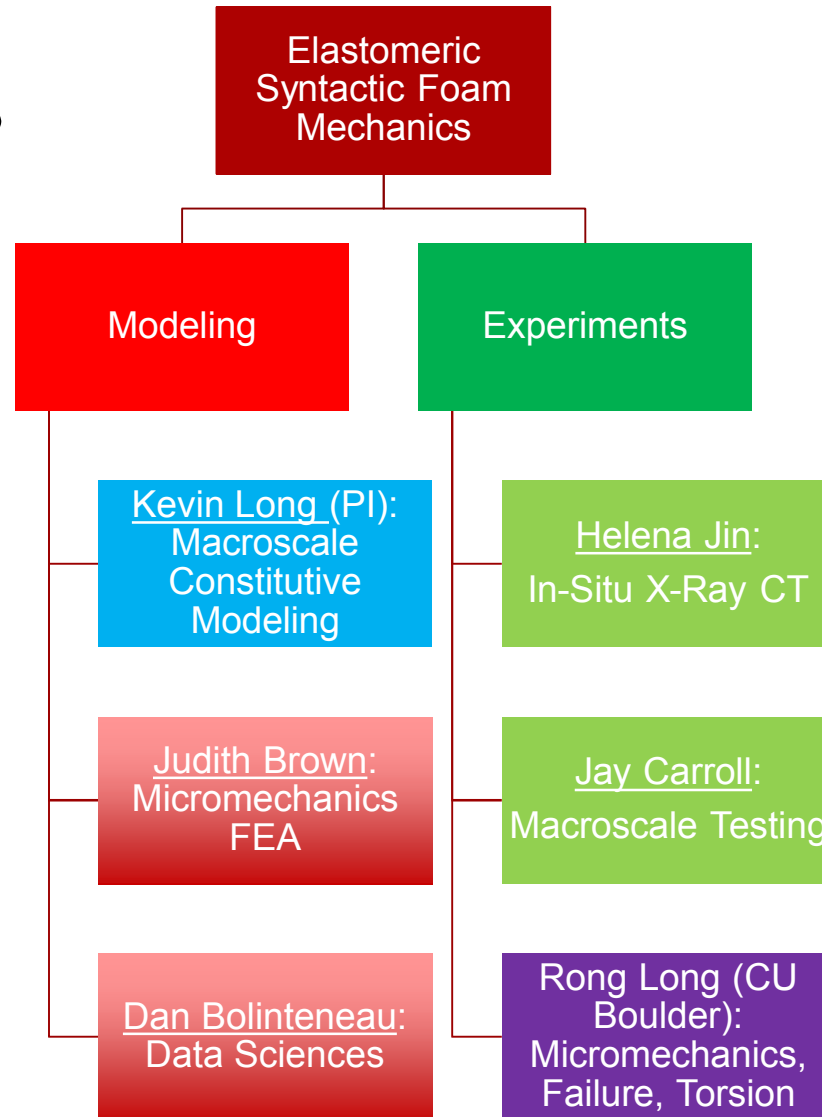 Elastomeric
Syntactic Foam
Mechanics
Modeling
Experiments
Kevin Long (PI):
Macroscale
Constitutive
Modeling
Helena Jin:
In-Situ X-Ray CT
Judith Brown:
Micromechanics
FEA
Jay Carroll:
Macroscale Testing
Dan Bolinteneau:
Data Sciences
Rong Long (CU
Boulder):
Micromechanics,
Failure, Torsion